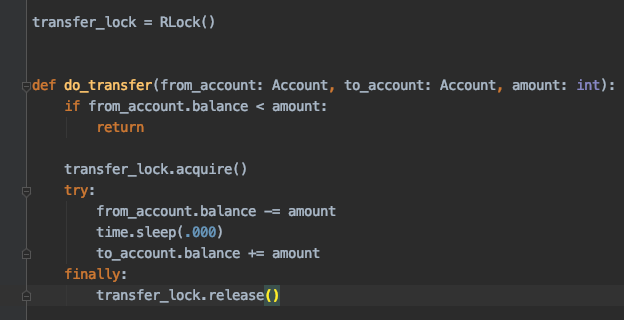 transfer_lock = RLock()
def do_transfer(from_account: Account, to_account: Account, amount: int):
if from_account.balance < amount:
return
transfer_lock.acquire()
try:
from_account.balance -= amount
time.sleep(.000)
to_account.balance += amount
finally:
transfer_lock.release()